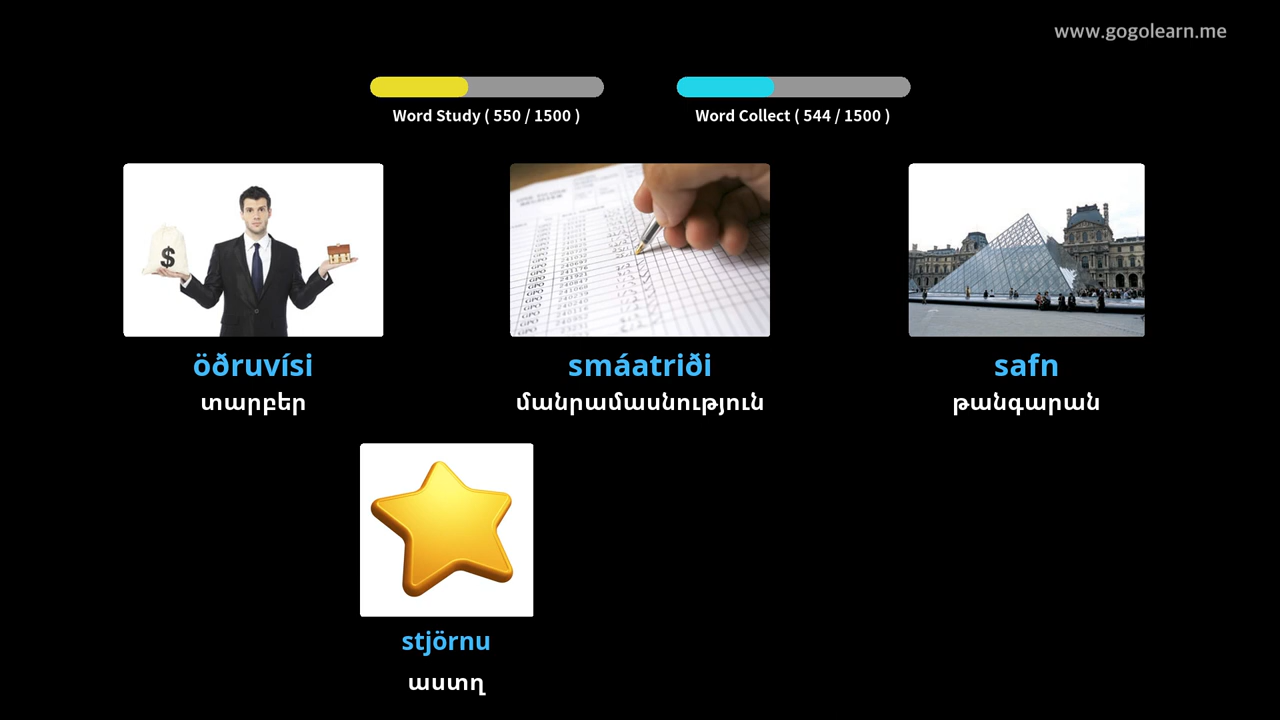 www.gogolearn.me
Word Study ( 550 / 1500 )
Word Collect ( 544 / 1500 )
öðruvísi
տարբեր
smáatriði
մանրամասնություն
safn
թանգարան
stjörnu
աստղ